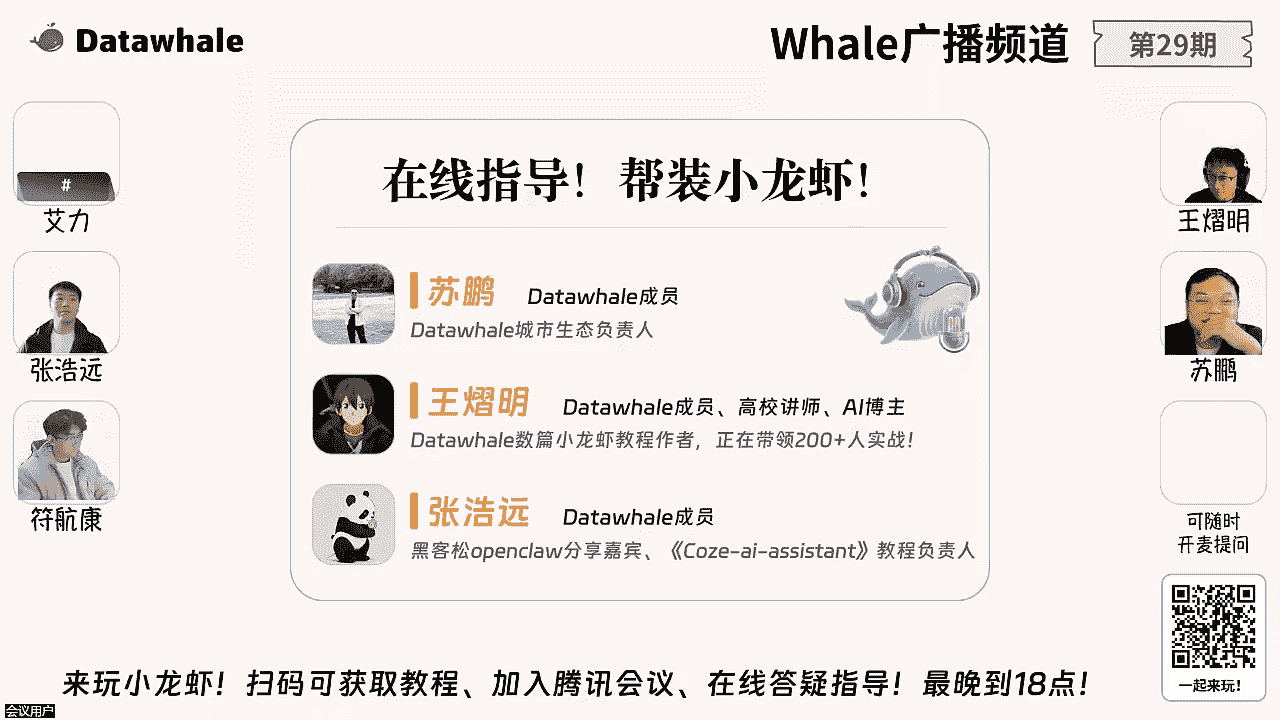 Datawhale
Whale广播频道
第29期
#
艾力
张浩远
符航康
在线指导！帮装小龙虾！
苏鹏 Datawhale成员
Datawhale城市生态负责人
王熠明 Datawhale成员、高校讲师、AI博主
Datawhale数篇小龙虾教程作者，正在带领200+人实战！
张浩远 Datawhale成员
黑客松openclaw分享嘉宾、《Coze-ai-assistant》教程负责人
王熠明
苏鹏
可随时
开麦提问
一起来玩！
来玩小龙虾！扫码可获取教程、加入腾讯会议、在线答疑指导！最晚到18点！
会议用户